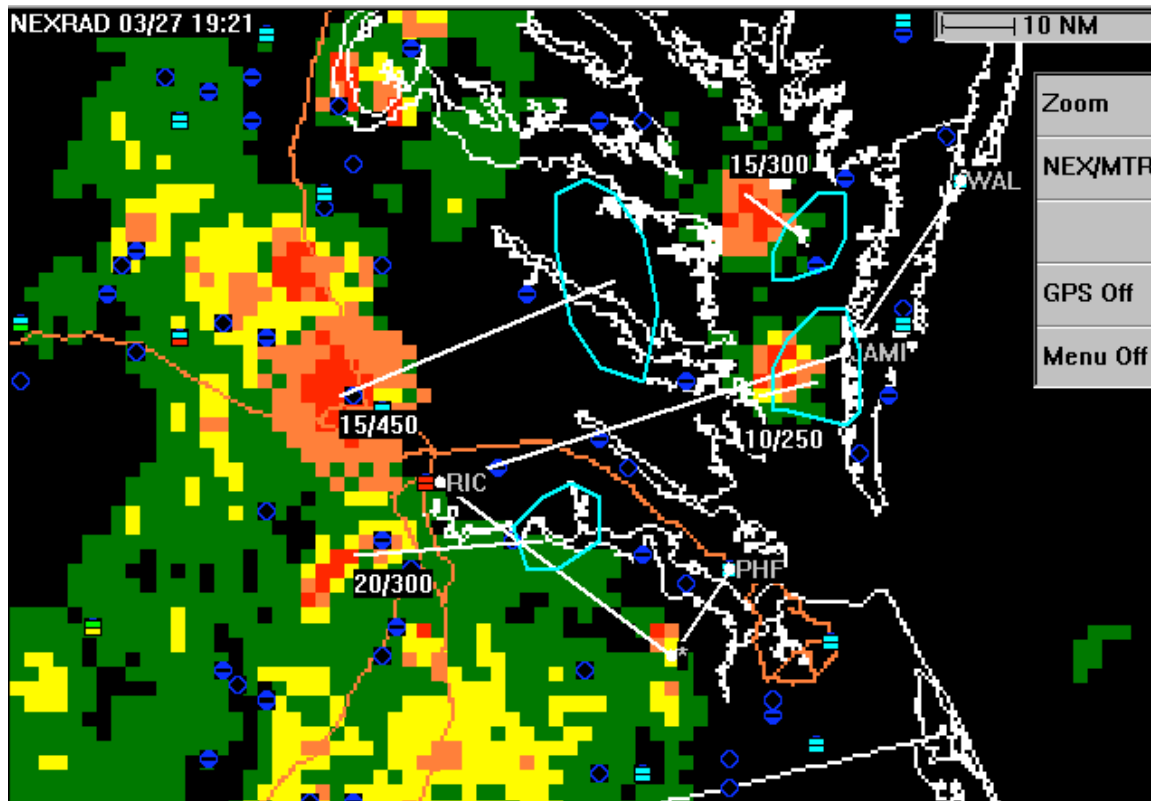 NEXRAD 03/27 19:21
10 NM
Zoom
NEX/MTR
15/300
WAL
GPS Off
JAMI
Menu Off
15/450
10/250
RIC
PHF
20/300
*